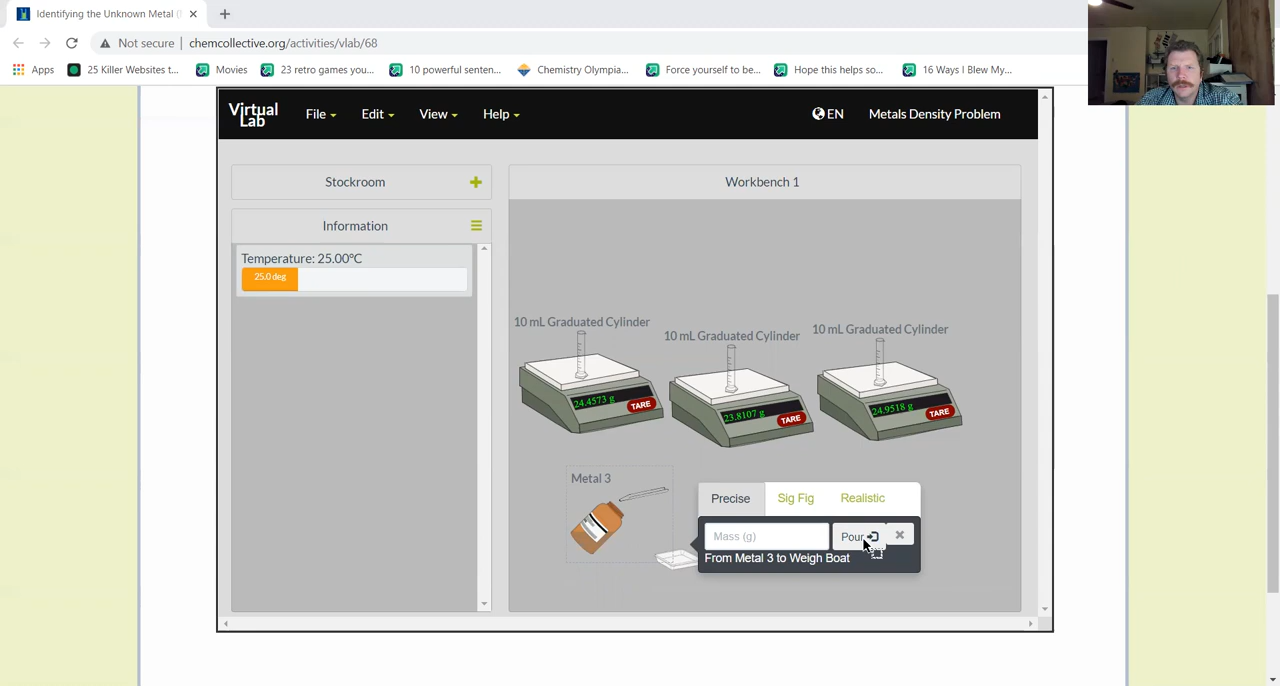 Identifying the Unknown Metal (
Not secure chemcollective.org/activities/vlab/68
Apps 25 Killer Websites t... Movies 23 retro games you... 10 powerful senten... Chemistry Olympia... Force yourself to be... Hope this helps so... 16 Ways I Blew My...
Virtual Lab File Edit View Help EN Metals Density Problem
Stockroom
Workbench 1
Information
Temperature: 25.00°C
25.0 deg
10 mL Graduated Cylinder
10 mL Graduated Cylinder
10 mL Graduated Cylinder
24.4573 g TARE
23.8107 g TARE
24.9518 g TARE
Metal 3
Precise Sig Fig Realistic
Mass (g) Pour
From Metal 3 to Weigh Boat